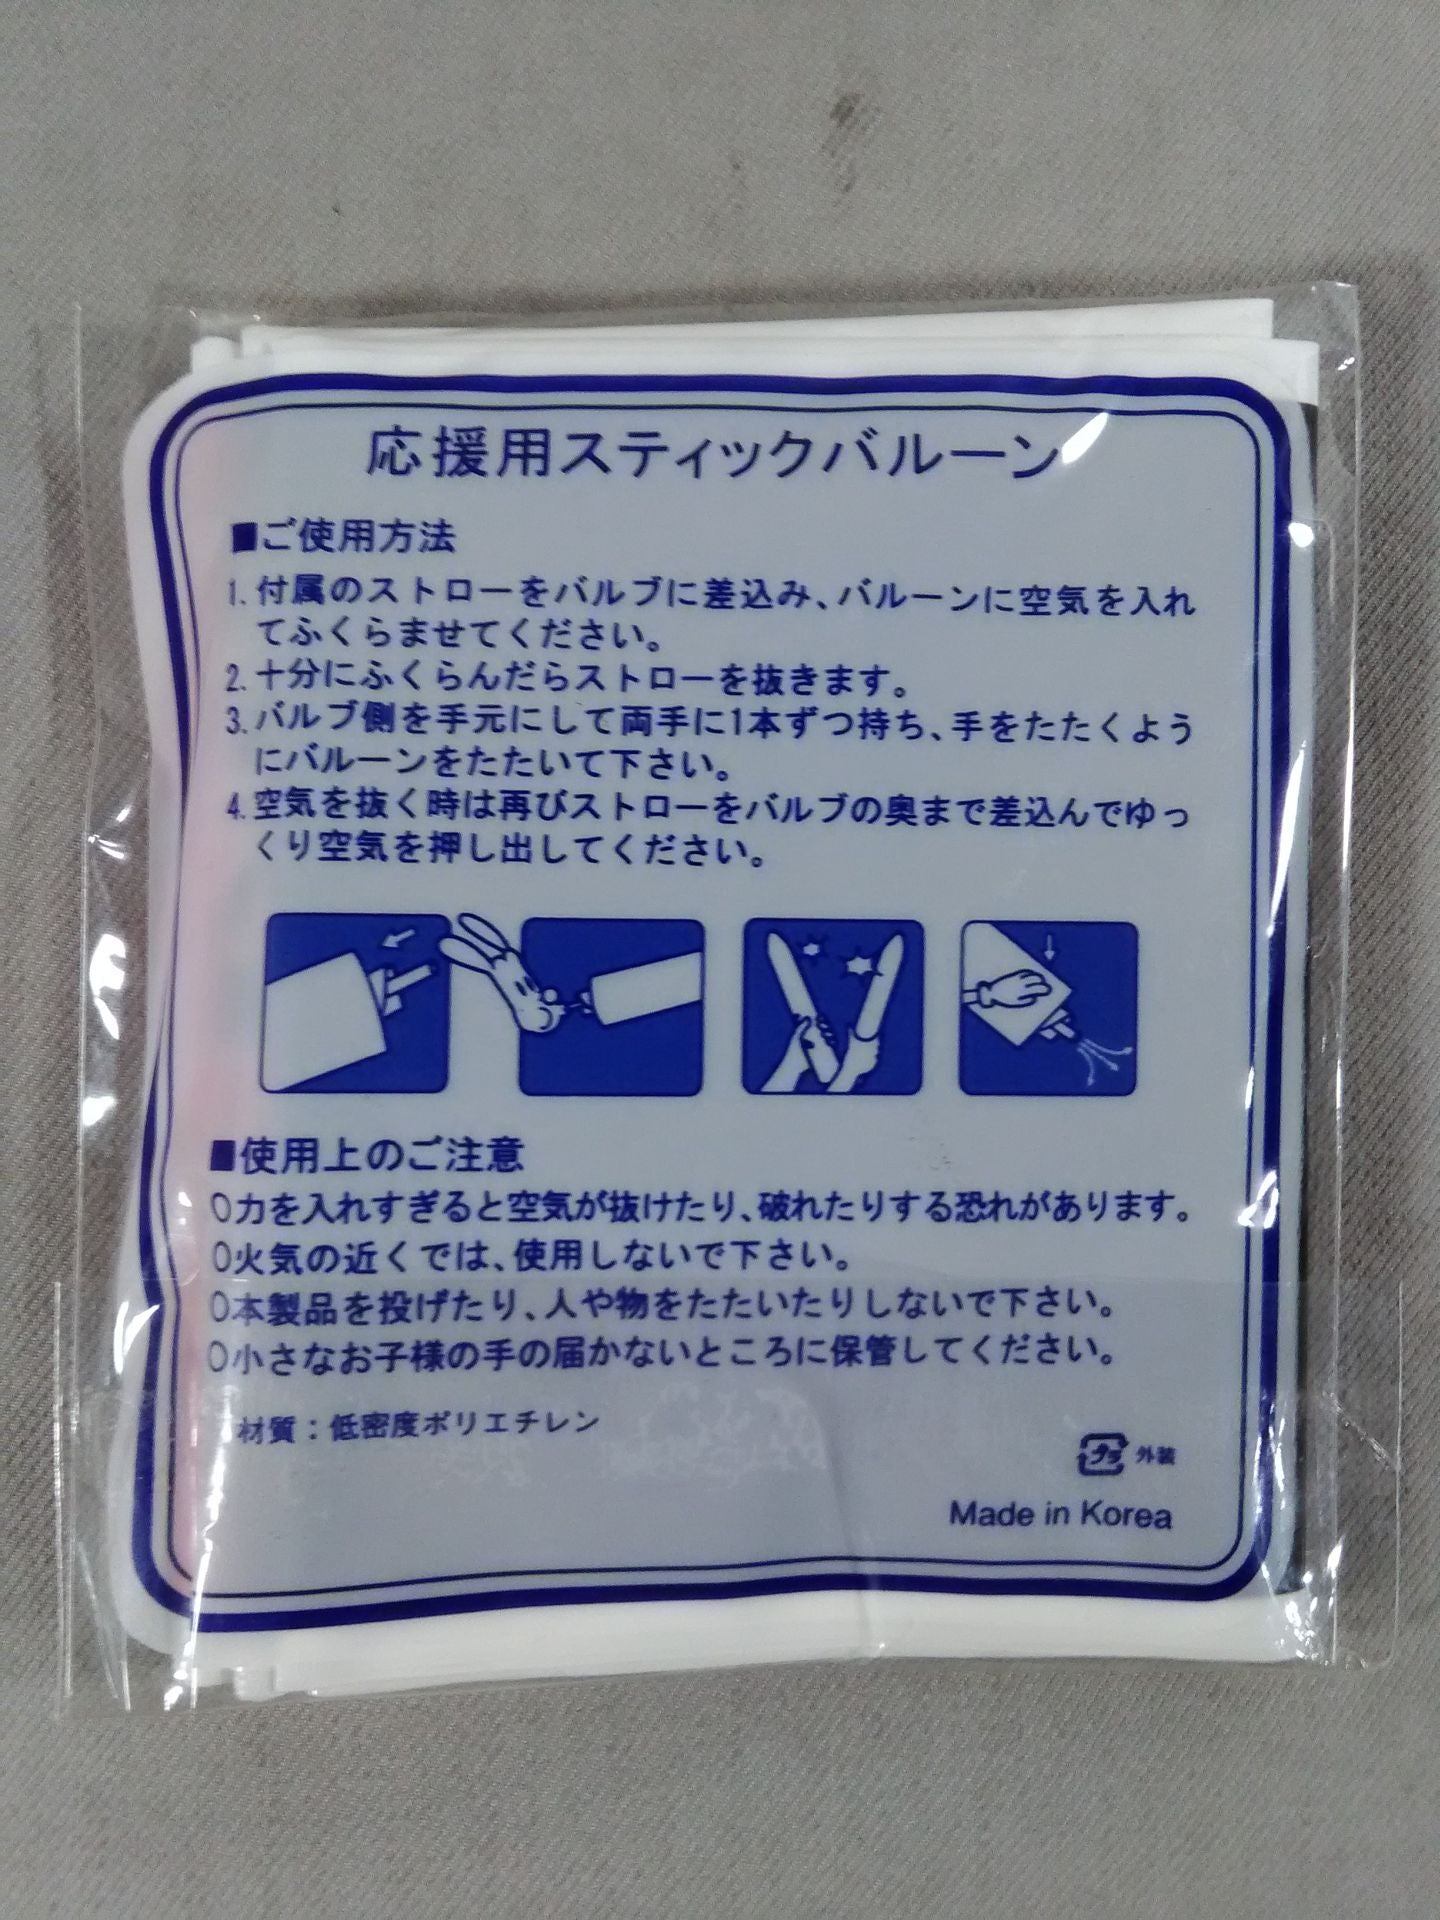 応援用スティックバルーン
■ご使用方法
1. 付属のストローをバルブに差込み、バルーンに空気を入れ
てふくらませてください。
2. 十分にふくらんだらストローを抜きます。
3. バルブ側を手元にして両手に1本ずつ持ち、手をたたくよう
にバルーンをたたいて下さい。
4. 空気を抜く時は再びストローをバルブの奥まで差込んでゆっ
くり空気を押し出してください。
■使用上のご注意
○力を入れすぎると空気が抜けたり、破れたりする恐れがあります。
○火気の近くでは、使用しないで下さい。
○本製品を投げたり、人や物をたたいたりしないで下さい。
○小さなお子様の手の届かないところに保管してください。
材質：低密度ポリエチレン
プラ 外装
Made in Korea